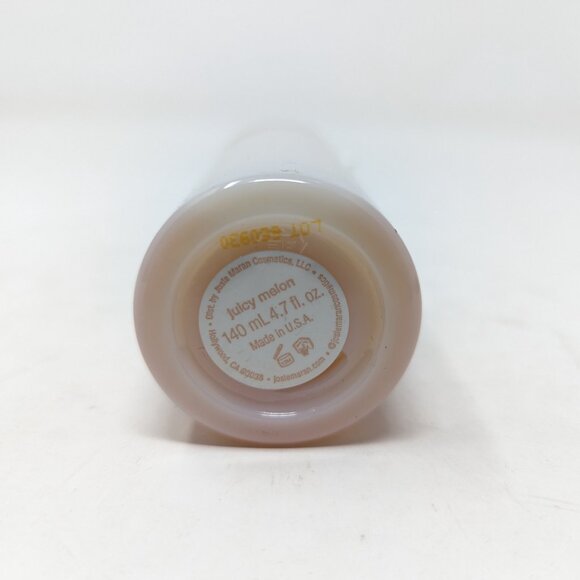 LOT
Dist. by Josie Maran Cosmetics, LLC •
juicy melon
140 mL 4.7 fl. oz.
Made in U.S.A.
Hollywood, CA 90038 • josiemaran.com • @josiemarancosmetics